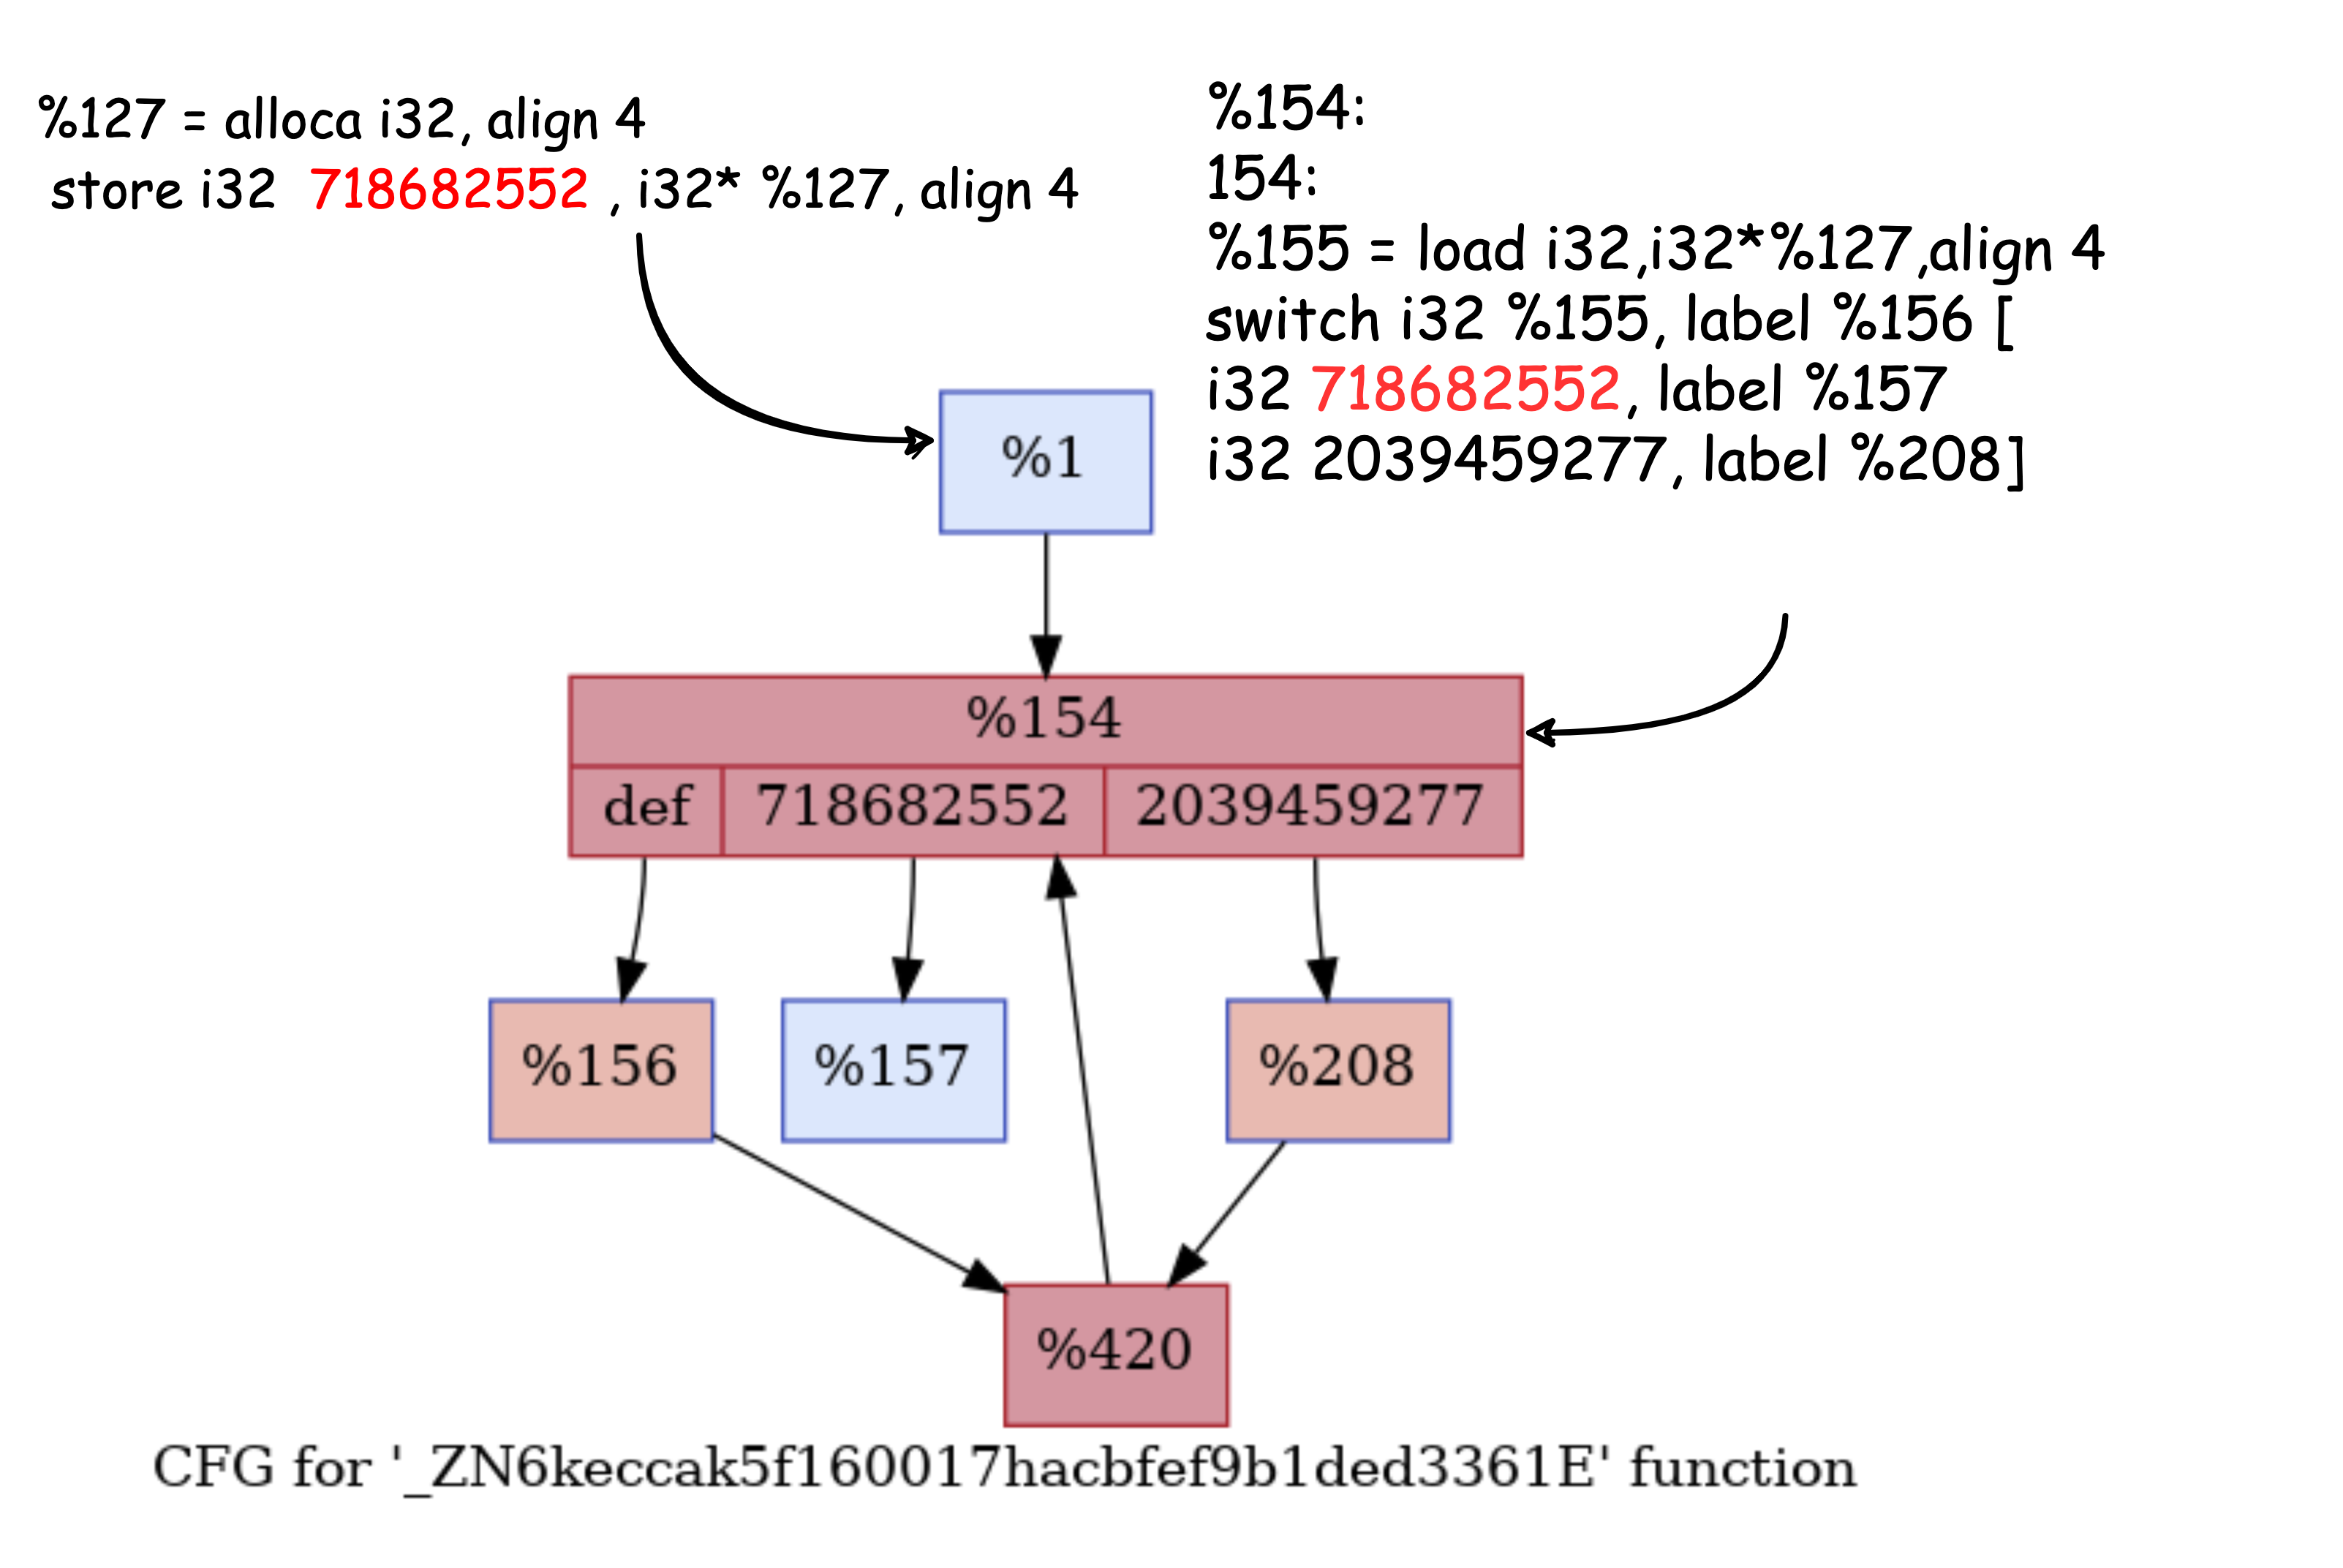 %127 = alloca i32, align 4
store i32 718682552 , i32* %127, align 4
%154:
154:
%155 = load i32,i32*%127,align 4
switch i32 %155, label %156 [
i32 718682552, label %157
i32 2039459277, label %208]
%1
%154
def 718682552 2039459277
%156 %157 %208
%420
CFG for '_ZN6keccak5f160017hacbfef9b1ded3361E' function